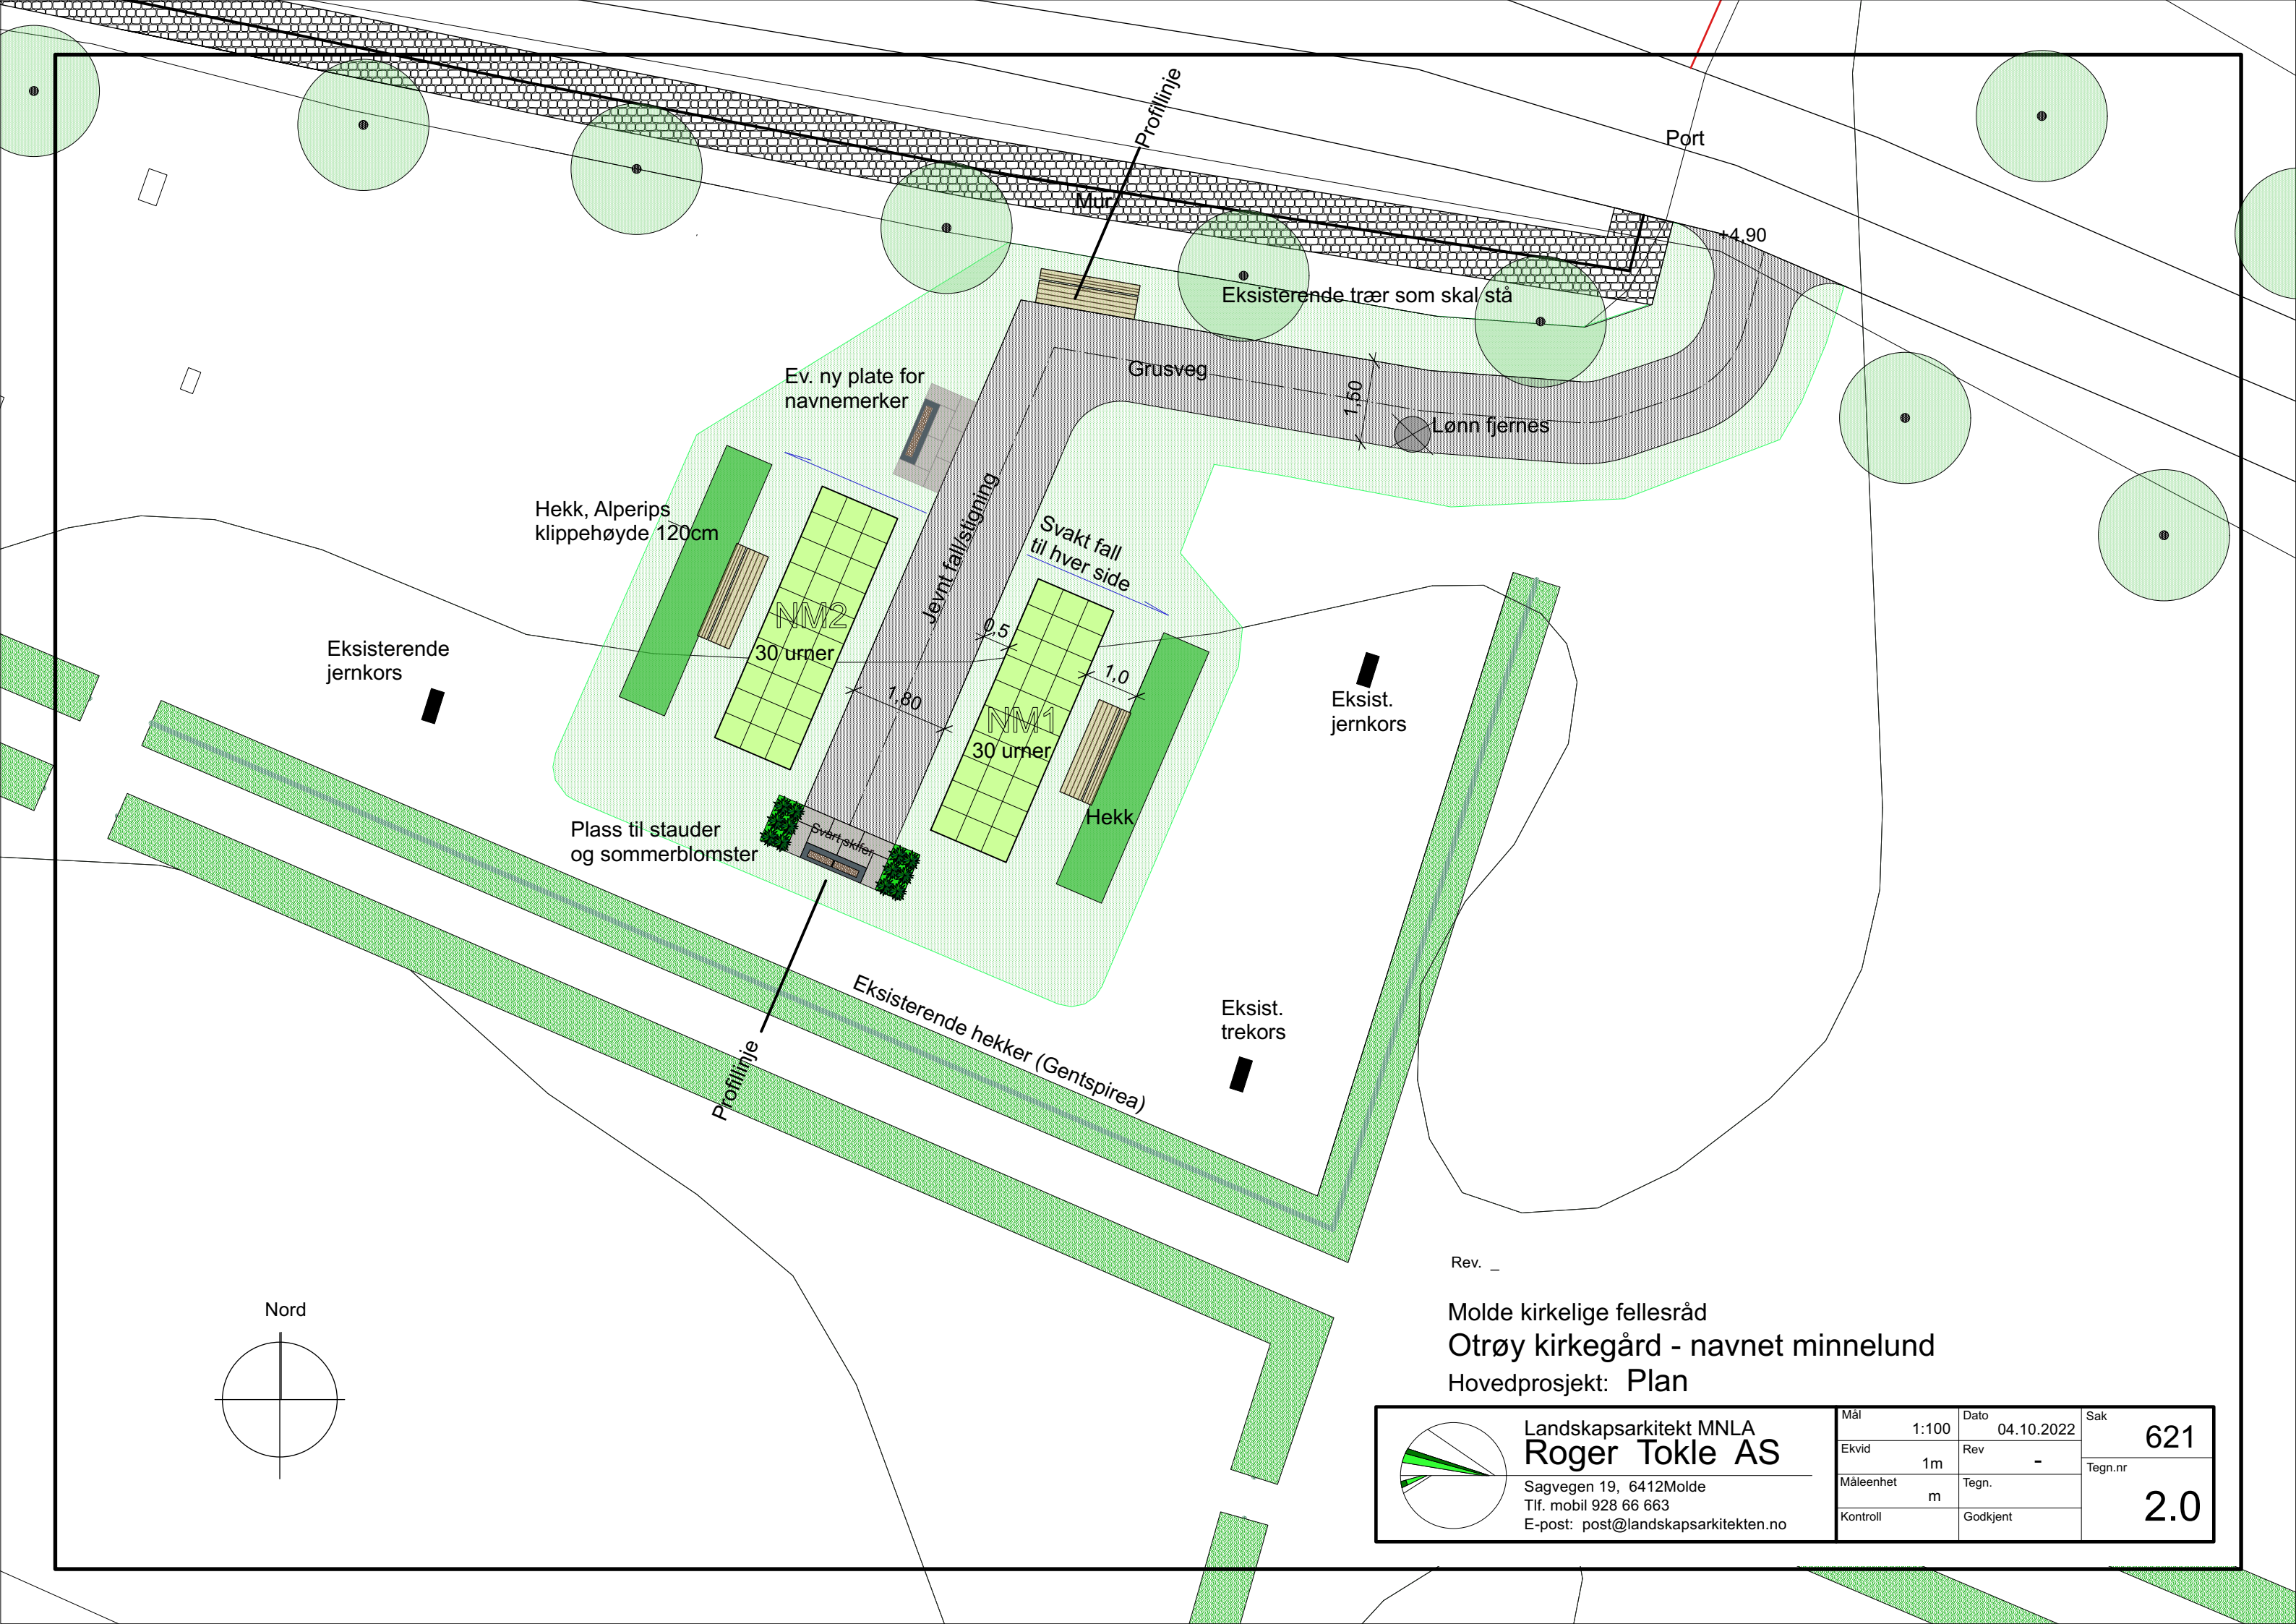 Profillinje
Port
Mur
+4,90
Eksisterende trær som skal stå
Grusveg
1,50
Lønn fjernes
Ev. ny plate for
navnemerker
Hekk, Alperips
klippehøyde 120cm
Jevnt fall/stigning
Svakt fall
til hver side
NM2
30 urner
0,5
1,0
1,80
NM1
30 urner
Eksisterende
jernkors
Eksist.
jernkors
Hekk
Plass til stauder
og sommerblomster
Svart skifer
Eksisterende hekker (Gentspirea)
Eksist.
trekors
Profillinje
Nord
Rev. _
Molde kirkelige fellesråd
Otrøy kirkegård - navnet minnelund
Hovedprosjekt: Plan
Landskapsarkitekt MNLA
Roger Tokle AS
Sagvegen 19, 6412Molde
Tlf. mobil 928 66 663
E-post: post@landskapsarkitekten.no
Mål 1:100
Dato 04.10.2022
Sak 621
Ekvid 1m
Rev -
Måleenhet m
Tegn.
Tegn.nr 2.0
Kontroll
Godkjent